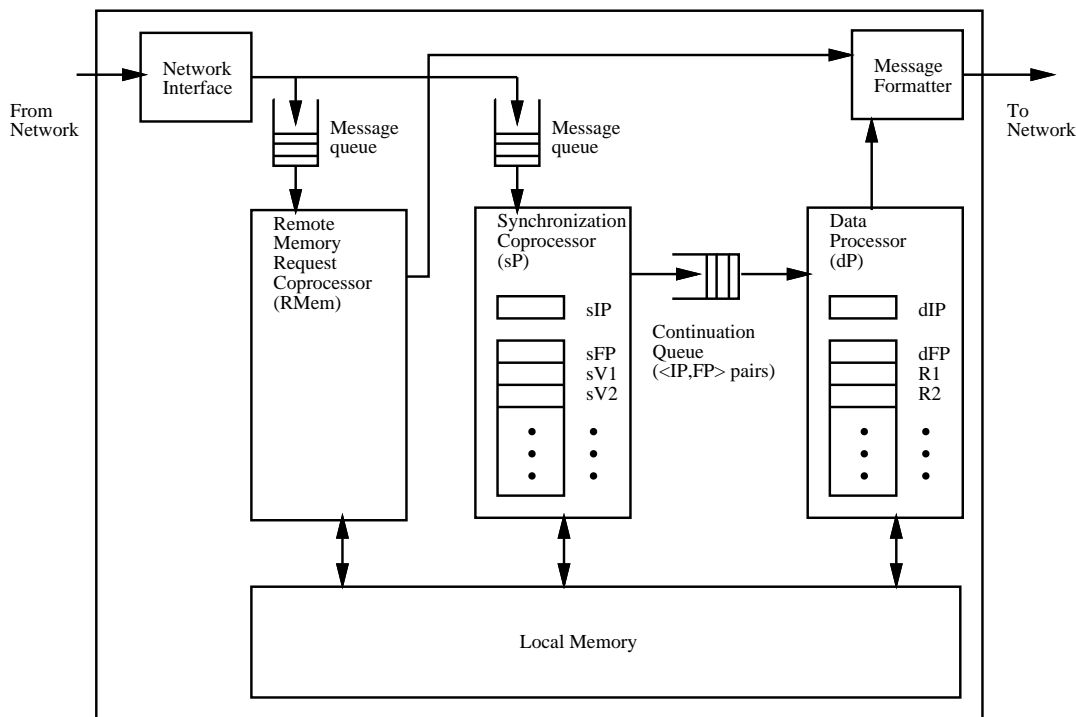 From
Network
Network
Interface
Message
queue
Message
queue
Message
Formatter
To
Network
Remote
Memory
Request
Coprocessor
(RMem)
Synchronization
Coprocessor
(sP)
sIP
sFP
sV1
sV2
Continuation
Queue
(<IP,FP> pairs)
Data
Processor
(dP)
dIP
dFP
R1
R2
Local Memory